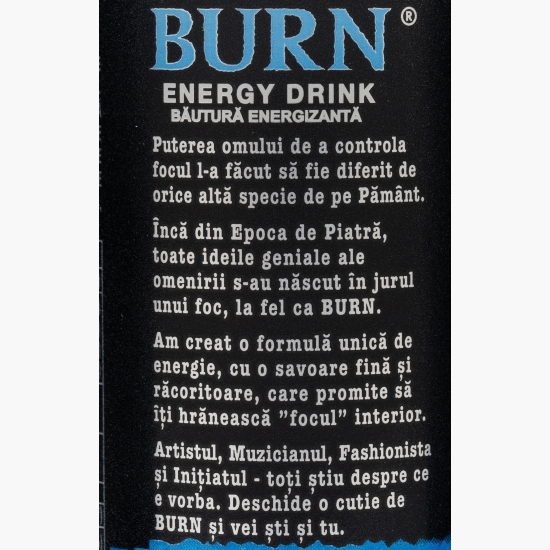 BURN®
ENERGY DRINK
BĂUTURĂ ENERGIZANTĂ
Puterea omului de a controla
focul l-a făcut să fie diferit de
orice altă specie de pe Pământ.
Încă din Epoca de Piatră,
toate ideile geniale ale
omenirii s-au născut în jurul
unui foc, la fel ca BURN.
Am creat o formulă unică de
energie, cu o savoare fină și
răcoritoare, care promite să
îți hrănească ”focul” interior.
Artistul, Muzicianul, Fashionista
și Inițiatul - toți știu despre ce
e vorba. Deschide o cutie de
BURN și vei ști și tu.